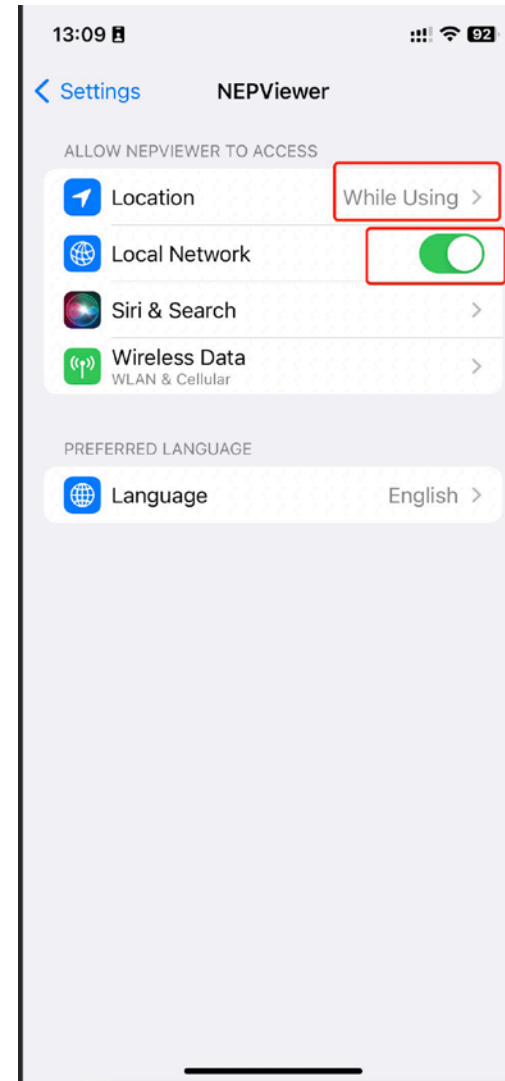 13:09
92
Settings
NEPViewer
ALLOW NEPVIEWER TO ACCESS
Location
While Using
Local Network
Siri & Search
Wireless Data
WLAN & Cellular
PREFERRED LANGUAGE
Language
English